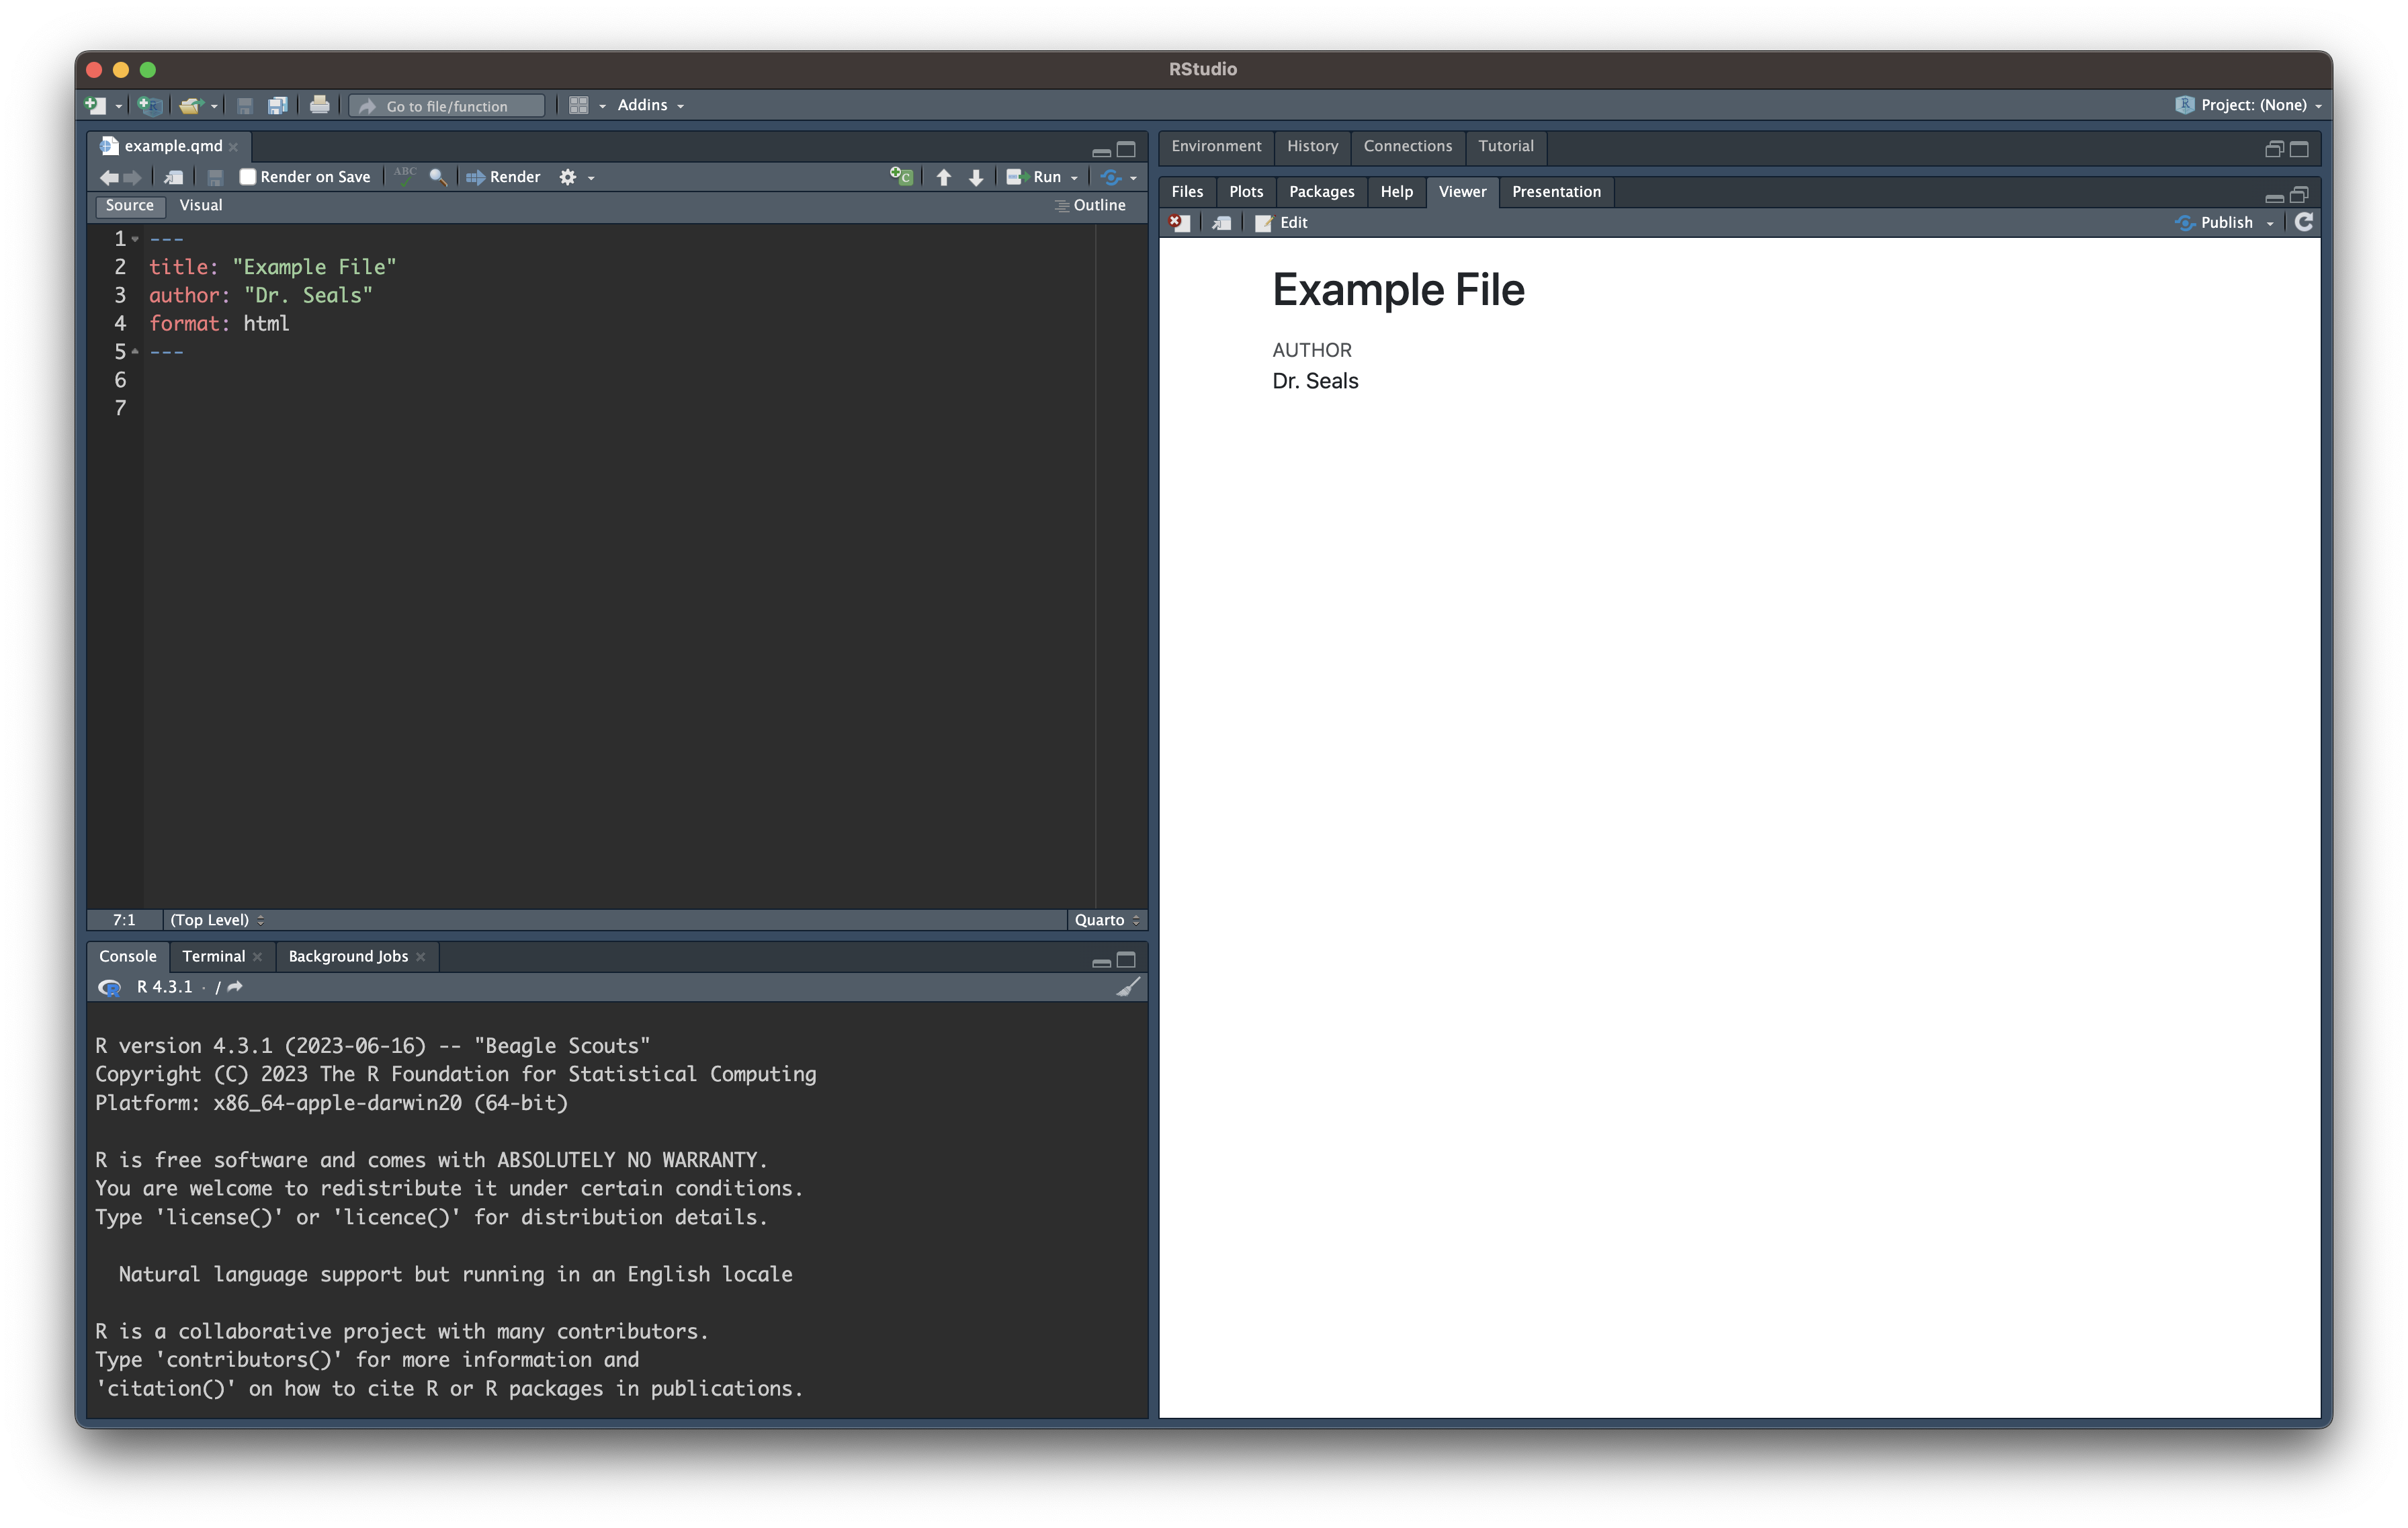 RStudio
Go to file/function
Addins
Project: (None)
example.qmd
Render on Save
ABC
Render
Run
Source
Visual
Outline
1 ---
2 title: "Example File"
3 author: "Dr. Seals"
4 format: html
5 ---
6
7
7:1
(Top Level)
Quarto
Console
Terminal
Background Jobs
R 4.3.1 · /
R version 4.3.1 (2023-06-16) -- "Beagle Scouts"
Copyright (C) 2023 The R Foundation for Statistical Computing
Platform: x86_64-apple-darwin20 (64-bit)
R is free software and comes with ABSOLUTELY NO WARRANTY.
You are welcome to redistribute it under certain conditions.
Type 'license()' or 'licence()' for distribution details.
Natural language support but running in an English locale
R is a collaborative project with many contributors.
Type 'contributors()' for more information and
'citation()' on how to cite R or R packages in publications.
Environment
History
Connections
Tutorial
Files
Plots
Packages
Help
Viewer
Presentation
Edit
Publish
Example File
AUTHOR
Dr. Seals